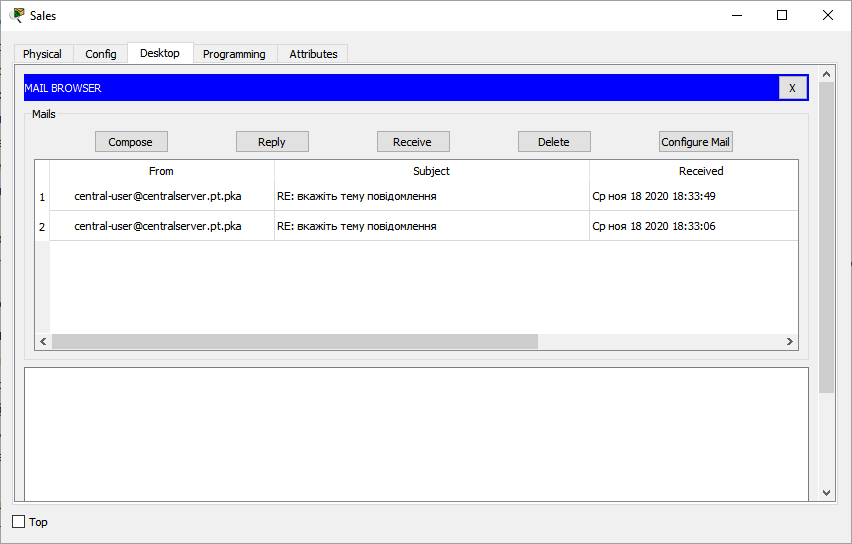 Sales
Physical Config Desktop Programming Attributes
MAIL BROWSER X
Mails
Compose Reply Receive Delete Configure Mail
From Subject Received
1 central-user@centralserver.pt.pka RE: вкажіть тему повідомлення Ср ноя 18 2020 18:33:49
2 central-user@centralserver.pt.pka RE: вкажіть тему повідомлення Ср ноя 18 2020 18:33:06
Top